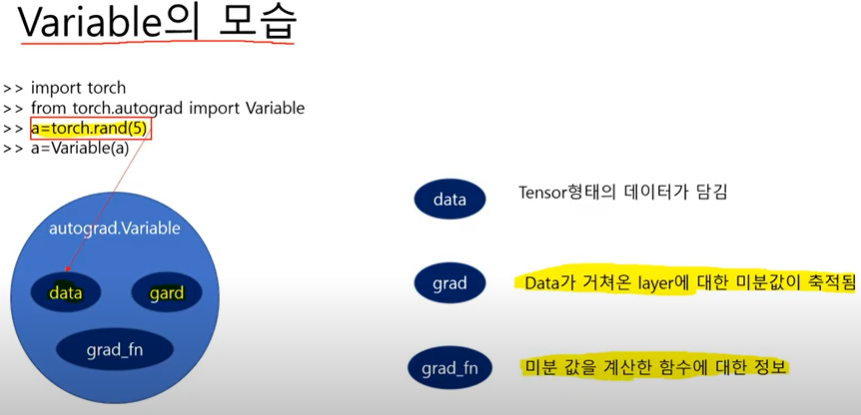 Variable의 모습
>> import torch
>> from torch.autograd import Variable
>> a=torch.rand(5)
>> a=Variable(a)
autograd.Variable
data
gard
grad_fn
data
Tensor형태의 데이터가 담김
grad
Data가 거쳐온 layer에 대한 미분값이 축적됨
grad_fn
미분 값을 계산한 함수에 대한 정보